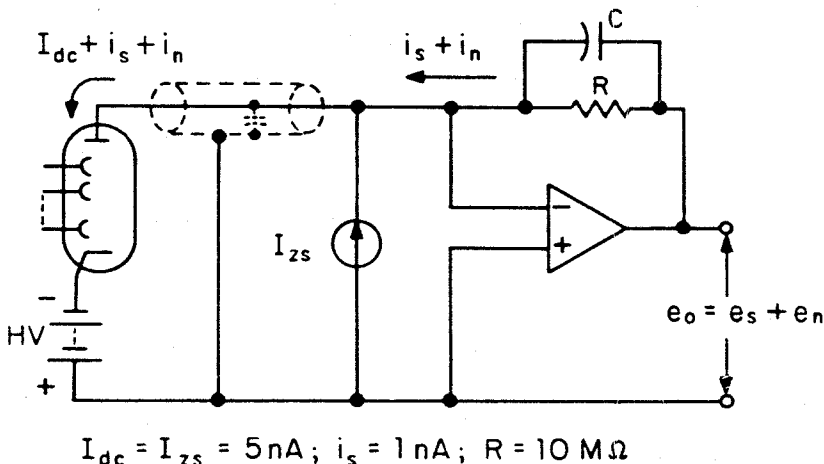 C
I_dc + i_s + i_n
i_s + i_n
R
−
+
I_zs
−
HV
+
e_o = e_s + e_n
I_dc = I_zs = 5nA; i_s = 1nA; R = 10 MΩ